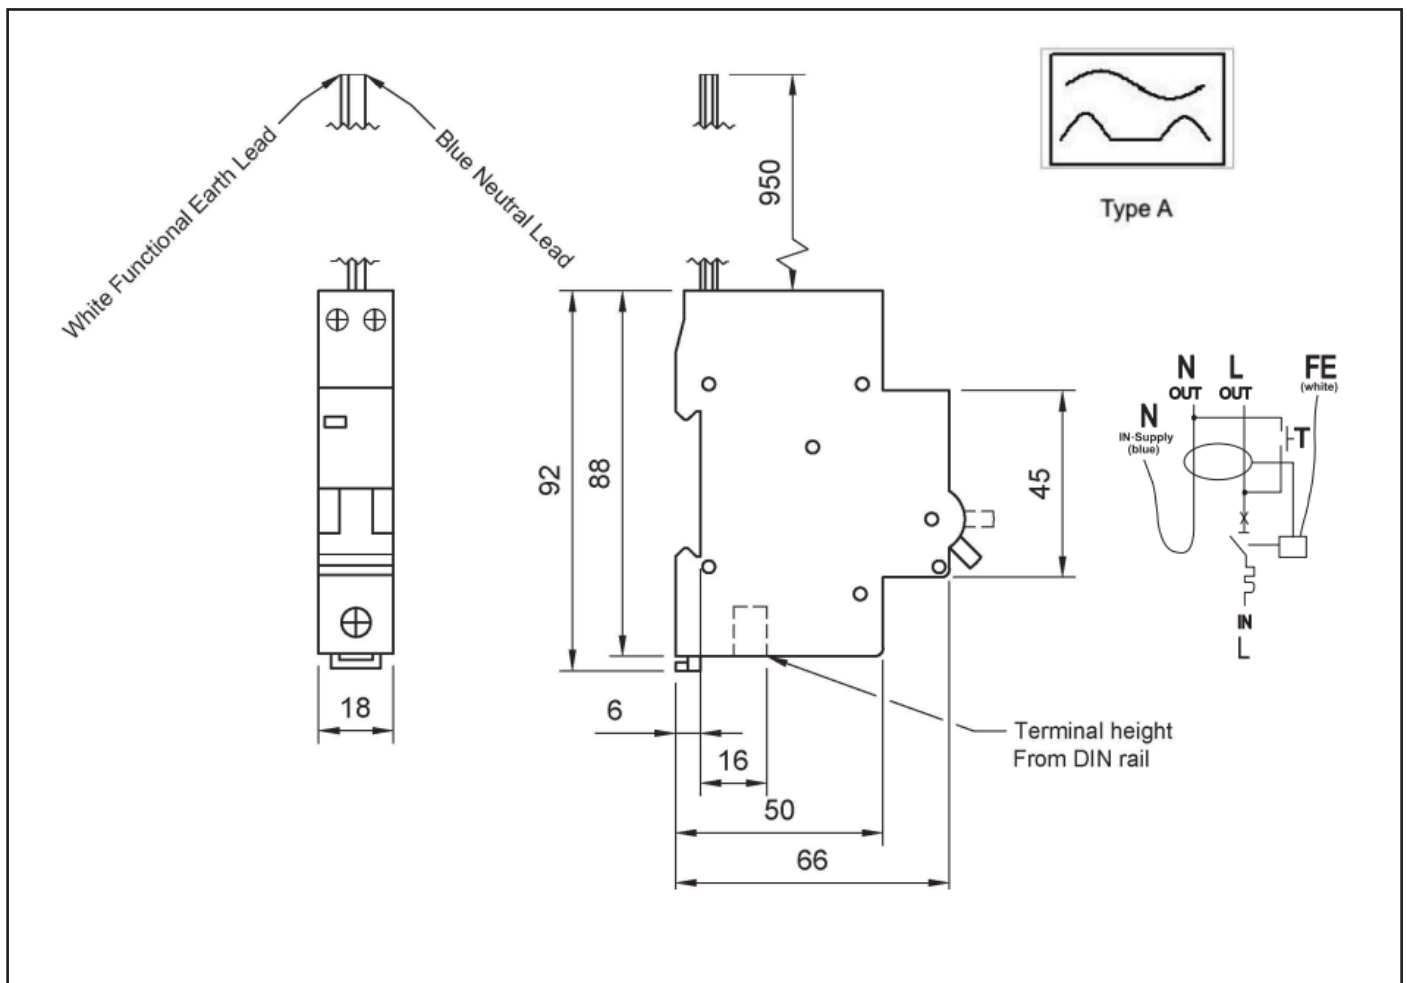 White Functional Earth Lead
Blue Neutral Lead
950
Type A
92
88
45
18
6
16
50
66
Terminal height
From DIN rail
N L FE
OUT OUT (white)
N
IN-Supply
(blue)
T
IN
L